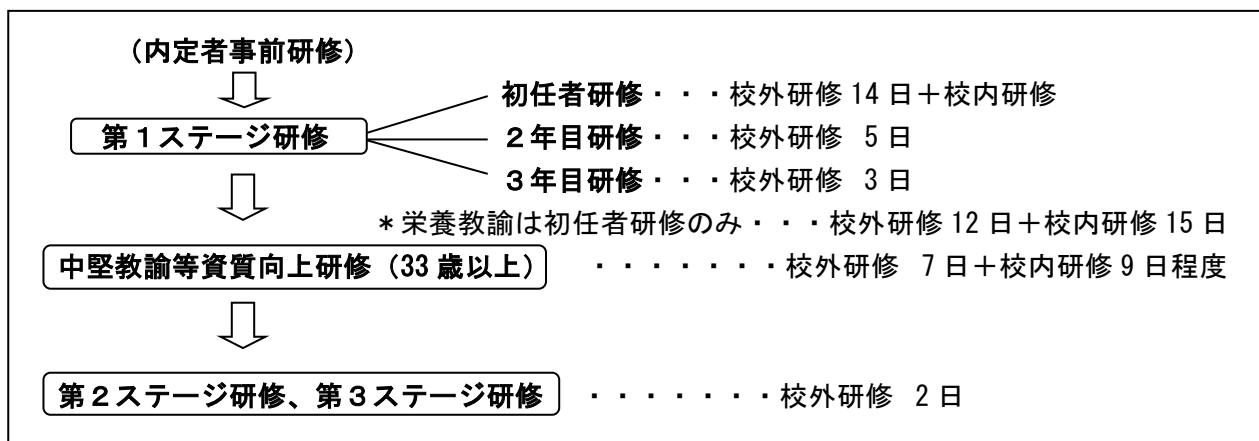 （内定者事前研修）
初任者研修・・・校外研修 14 日＋校内研修
第１ステージ研修
２年目研修・・・校外研修 5 日
３年目研修・・・校外研修 3 日
＊栄養教諭は初任者研修のみ・・・校外研修 12 日＋校内研修 15 日
中堅教諭等資質向上研修（33 歳以上） ・・・・・・・校外研修 7 日＋校内研修 9 日程度
第２ステージ研修、第３ステージ研修 ・・・・・・・校外研修 2 日